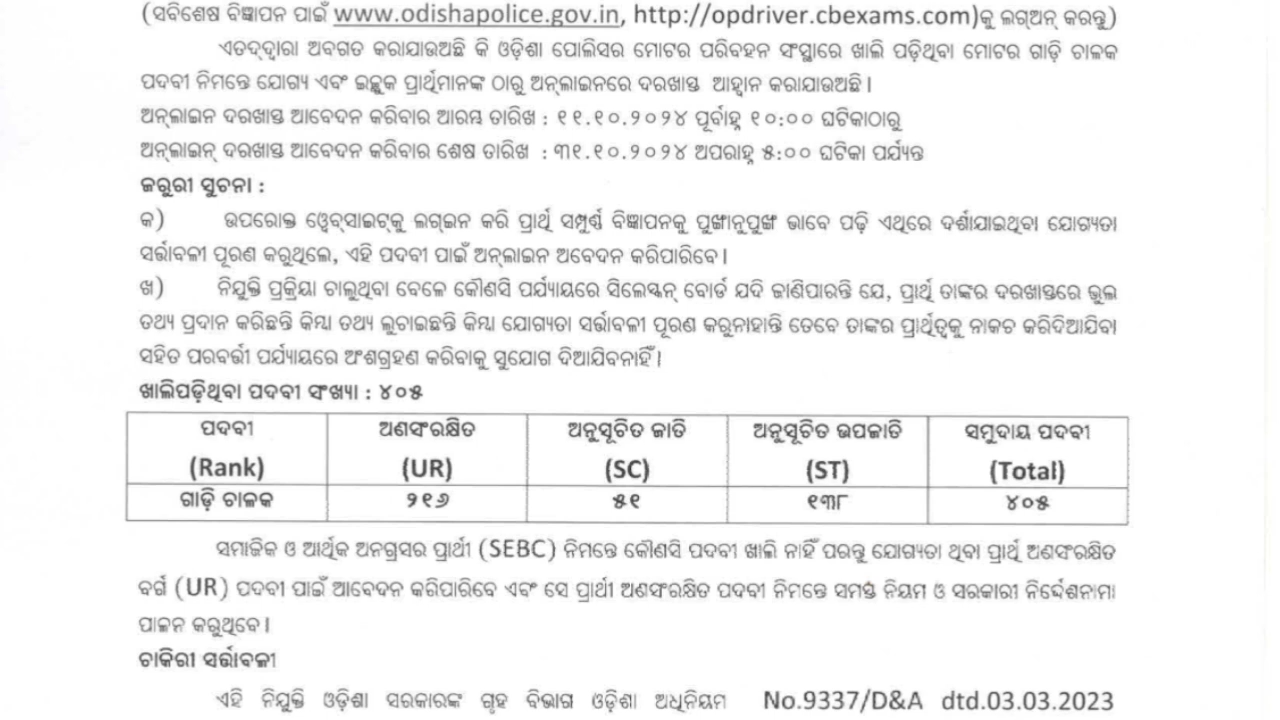 (ସବିଶେଷ ବିଜ୍ଞାପନ ପାଇଁ www.odishapolice.gov.in, http://opdriver.cbexams.com)କୁ ଲଗ୍ଅନ୍ କରନ୍ତୁ)
ଏତଦ୍ଦ୍ୱାରା ଅବଗତ କରାଯାଉଅଛି କି ଓଡ଼ିଶା ପୋଲିସର ମୋଟର ପରିବହନ ସଂସ୍ଥାରେ ଖାଲି ପଡ଼ିଥିବା ମୋଟର ଗାଡ଼ି ଚାଳକ
ପଦବୀ ନିମନ୍ତେ ଯୋଗ୍ୟ ଏବଂ ଇଚ୍ଛୁକ ପ୍ରାର୍ଥିମାନଙ୍କ ଠାରୁ ଅନ୍‌ଲାଇନରେ ଦରଖାସ୍ତ ଆହ୍ୱାନ କରାଯାଉଅଛି।
ଅନ୍‌ଲାଇନ ଦରଖାସ୍ତ ଆବେଦନ କରିବାର ଆରମ୍ଭ ତାରିଖ : ୧୧.୧୦.୨୦୨୪ ପୂର୍ବାହ୍ନ ୧୦:୦୦ ଘଟିକାଠାରୁ
ଅନ୍‌ଲାଇନ୍ ଦରଖାସ୍ତ ଆବେଦନ କରିବାର ଶେଷ ତାରିଖ : ୩୧.୧୦.୨୦୨୪ ଅପରାହ୍ନ ୫:୦୦ ଘଟିକା ପର୍ଯ୍ୟନ୍ତ
ଜରୁରୀ ସୁଚନା :
କ) ଉପରୋକ୍ତ ୱେବ୍‌ସାଇଟ୍‌କୁ ଲଗ୍‌ଇନ କରି ପ୍ରାର୍ଥି ସମ୍ପୁର୍ଣ୍ଣ ବିଜ୍ଞାପନକୁ ପୁଙ୍ଖାନୁପୁଙ୍ଖ ଭାବେ ପଢ଼ି ଏଥିରେ ଦର୍ଶାଯାଇଥିବା ଯୋଗ୍ୟତା
ସର୍ତ୍ତାବଳୀ ପୂରଣ କରୁଥିଲେ, ଏହି ପଦବୀ ପାଇଁ ଅନ୍‌ଲାଇନ ଅବେଦନ କରିପାରିବେ।
ଖ) ନିଯୁକ୍ତି ପ୍ରକ୍ରିୟା ଚାଲୁଥିବା ବେଳେ କୌଣସି ପର୍ଯ୍ୟାୟରେ ସିଲେକ୍ସନ୍ ବୋର୍ଡ ଯଦି ଜାଣିପାରନ୍ତି ଯେ, ପ୍ରାର୍ଥି ତାଙ୍କର ଦରଖାସ୍ତରେ ଭୁଲ
ତଥ୍ୟ ପ୍ରଦାନ କରିଛନ୍ତି କିମ୍ବା ତଥ୍ୟ ଲୁଚାଇଛନ୍ତି କିମ୍ବା ଯୋଗ୍ୟତା ସର୍ତ୍ତାବଳୀ ପୂରଣ କରୁନାହାନ୍ତି ତେବେ ତାଙ୍କର ପ୍ରାର୍ଥିତ୍ୱକୁ ନାକଚ କରିଦିଆଯିବା
ସହିତ ପରବର୍ତ୍ତୀ ପର୍ଯ୍ୟାୟରେ ଅଂଶଗ୍ରହଣ କରିବାକୁ ସୁଯୋଗ ଦିଆଯିବନାହିଁ।
ଖାଲିପଡ଼ିଥିବା ପଦବୀ ସଂଖ୍ୟା : ୪୦୫
ପଦବୀ ଅଣସଂରକ୍ଷିତ ଅନୁସୂଚିତ ଜାତି ଅନୁସୂଚିତ ଉପଜାତି ସମୁଦାୟ ପଦବୀ
(Rank) (UR) (SC) (ST) (Total)
ଗାଡ଼ି ଚାଳକ ୨୧୬ ୫୧ ୧୩୮ ୪୦୫
ସମାଜିକ ଓ ଆର୍ଥିକ ଅନଗ୍ରସର ପ୍ରାର୍ଥୀ (SEBC) ନିମନ୍ତେ କୌଣସି ପଦବୀ ଖାଲି ନାହିଁ ପରନ୍ତୁ ଯୋଗ୍ୟତା ଥିବା ପ୍ରାର୍ଥି ଅଣସଂରକ୍ଷିତ
ବର୍ଗ (UR) ପଦବୀ ପାଇଁ ଆବେଦନ କରିପାରିବେ ଏବଂ ସେ ପ୍ରାର୍ଥୀ ଅଣସଂରକ୍ଷିତ ପଦବୀ ନିମନ୍ତେ ସମସ୍ତ ନିୟମ ଓ ସରକାରୀ ନିର୍ଦ୍ଦେଶନାମା
ପାଳନ କରୁଥିବେ।
ଚାକିରୀ ସର୍ତ୍ତାବଳୀ
ଏହି ନିଯୁକ୍ତି ଓଡ଼ିଶା ସରକାରଙ୍କ ଗୃହ ବିଭାଗ ଓଡ଼ିଶା ଅଧିନିୟମ No.9337/D&A dtd.03.03.2023